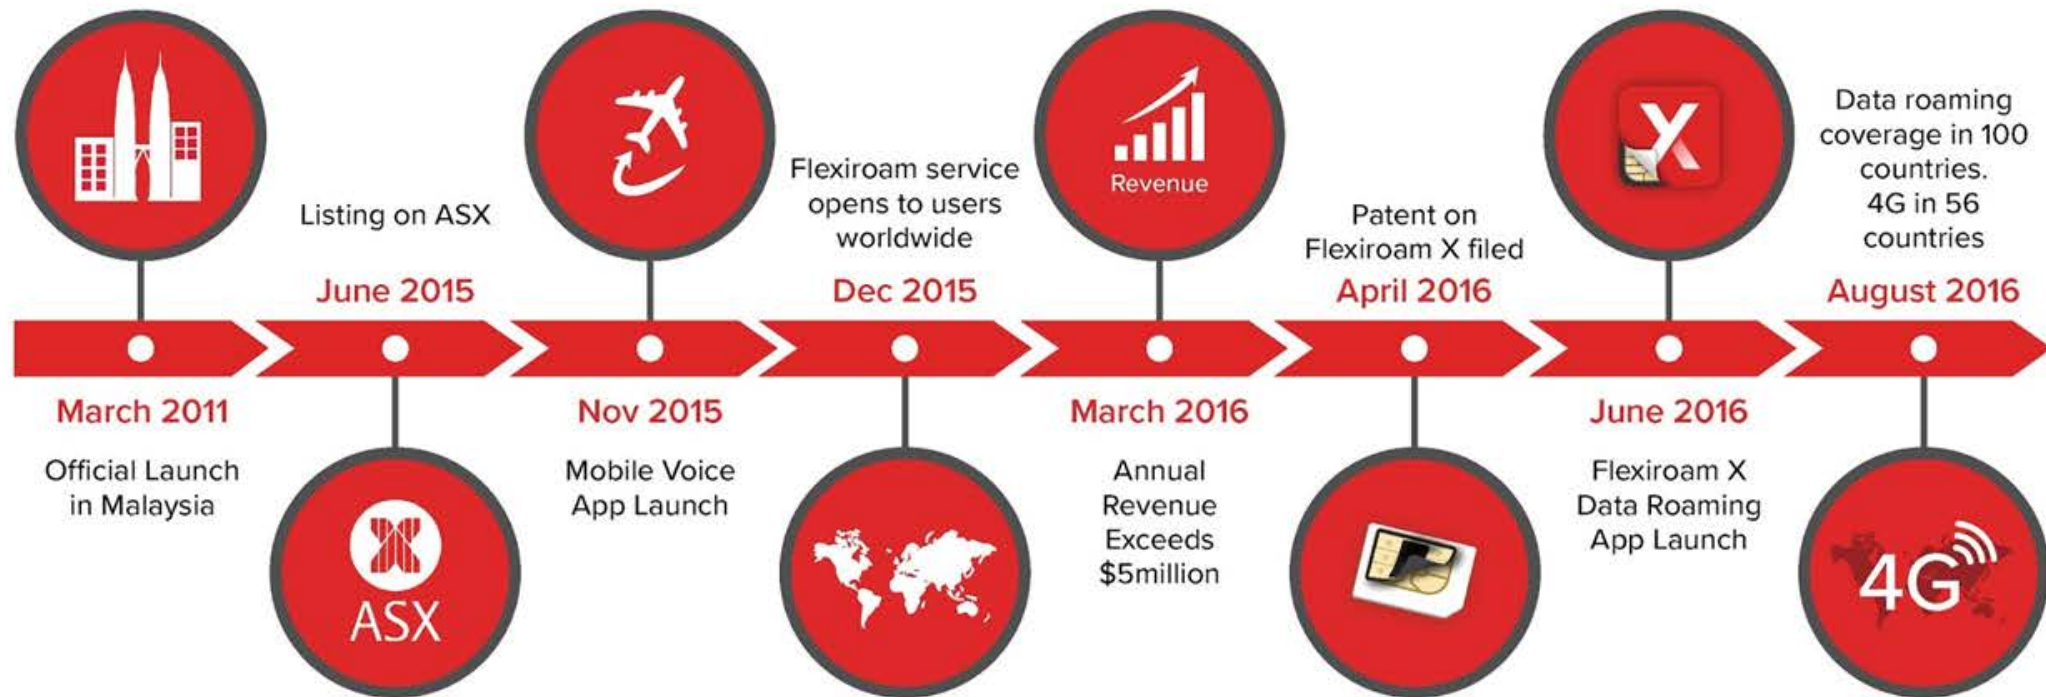 March 2011
Official Launch
in Malaysia
Listing on ASX
June 2015
ASX
Nov 2015
Mobile Voice
App Launch
Flexiroam service
opens to users
worldwide
Dec 2015
Revenue
March 2016
Annual
Revenue
Exceeds
$5million
Patent on
Flexiroam X filed
April 2016
X
June 2016
Flexiroam X
Data Roaming
App Launch
Data roaming
coverage in 100
countries.
4G in 56
countries
August 2016
4G